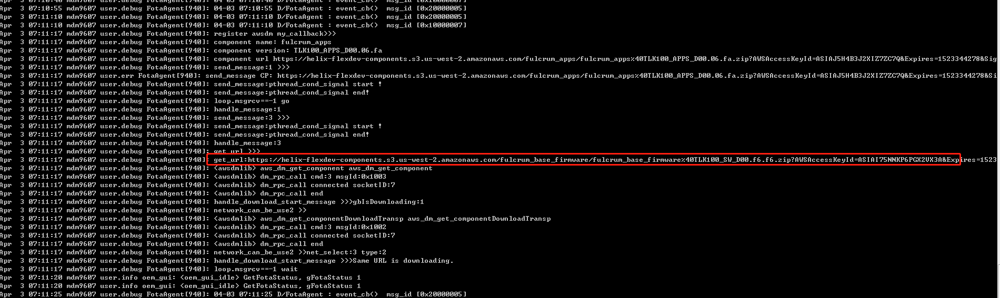 Apr  3 07:10:40 mdm9607 user.debug FotaAgent[940]: 04-03 07:10:40 D/FotaAgent : event_cb()  msg_id [0x10000007]
Apr  3 07:10:55 mdm9607 user.debug FotaAgent[940]: 04-03 07:10:55 D/FotaAgent : event_cb()  msg_id [0x20000005]
Apr  3 07:11:10 mdm9607 user.debug FotaAgent[940]: 04-03 07:11:10 D/FotaAgent : event_cb()  msg_id [0x20000005]
Apr  3 07:11:10 mdm9607 user.debug FotaAgent[940]: 04-03 07:11:10 D/FotaAgent : event_cb()  msg_id [0x10000007]
Apr  3 07:11:17 mdm9607 user.debug FotaAgent[940]: register awsdm my_callback>>>
Apr  3 07:11:17 mdm9607 user.debug FotaAgent[940]: component name: fulcrum_apps
Apr  3 07:11:17 mdm9607 user.debug FotaAgent[940]: component version: TLK100_APPS_D00.06.fa
Apr  3 07:11:17 mdm9607 user.debug FotaAgent[940]: component url https://helix-flexdev-components.s3.us-west-2.amazonaws.com/fulcrum_apps/fulcrum_apps%40TLK100_APPS_D00.06.fa.zip?AWSAccessKeyId=ASIAJ5H4B3J2XIZ7ZC7Q&Expires=1523344278&Sig
Apr  3 07:11:17 mdm9607 user.debug FotaAgent[940]: send_message:1 >>>
Apr  3 07:11:17 mdm9607 user.err FotaAgent[940]: send_message CP: https://helix-flexdev-components.s3.us-west-2.amazonaws.com/fulcrum_apps/fulcrum_apps%40TLK100_APPS_D00.06.fa.zip?AWSAccessKeyId=ASIAJ5H4B3J2XIZ7ZC7Q&Expires=1523344278&Si
Apr  3 07:11:17 mdm9607 user.debug FotaAgent[940]: send_message:pthread_cond_signal start !
Apr  3 07:11:17 mdm9607 user.debug FotaAgent[940]: send_message:pthread_cond_signal end!
Apr  3 07:11:17 mdm9607 user.debug FotaAgent[940]: loop.msgrcv==-1 go
Apr  3 07:11:17 mdm9607 user.debug FotaAgent[940]: handle_message:1
Apr  3 07:11:17 mdm9607 user.debug FotaAgent[940]: send_message:3 >>>
Apr  3 07:11:17 mdm9607 user.debug FotaAgent[940]: send_message:pthread_cond_signal start !
Apr  3 07:11:17 mdm9607 user.debug FotaAgent[940]: send_message:pthread_cond_signal end!
Apr  3 07:11:17 mdm9607 user.debug FotaAgent[940]: handle_message:3
Apr  3 07:11:17 mdm9607 user.debug FotaAgent[940]: get_url >>>
Apr  3 07:11:17 mdm9607 user.debug FotaAgent[940]: get_url:https://helix-flexdev-components.s3.us-west-2.amazonaws.com/fulcrum_base_firmware/fulcrum_base_firmware%40TLK100_SW_D00.f6.f6.zip?AWSAccessKeyId=ASIAI75NNKP6PGX2VX3A&Expires=1523
Apr  3 07:11:17 mdm9607 user.debug FotaAgent[940]: <awsdmlib> aws_dm_get_component aws_dm_get_component
Apr  3 07:11:17 mdm9607 user.debug FotaAgent[940]: <awsdmlib> dm_rpc_call cmd:3 msgId:0x1003
Apr  3 07:11:17 mdm9607 user.debug FotaAgent[940]: <awsdmlib> dm_rpc_call connected socketID:7
Apr  3 07:11:17 mdm9607 user.debug FotaAgent[940]: <awsdmlib> dm_rpc_call end
Apr  3 07:11:17 mdm9607 user.debug FotaAgent[940]: handle_download_start_message >>>gbIsDownloading:1
Apr  3 07:11:17 mdm9607 user.debug FotaAgent[940]: network_can_be_use2 >>
Apr  3 07:11:17 mdm9607 user.debug FotaAgent[940]: <awsdmlib> aws_dm_get_componentDownloadTransp aws_dm_get_componentDownloadTransp
Apr  3 07:11:17 mdm9607 user.debug FotaAgent[940]: <awsdmlib> dm_rpc_call cmd:3 msgId:0x1002
Apr  3 07:11:17 mdm9607 user.debug FotaAgent[940]: <awsdmlib> dm_rpc_call connected socketID:7
Apr  3 07:11:17 mdm9607 user.debug FotaAgent[940]: <awsdmlib> dm_rpc_call end
Apr  3 07:11:17 mdm9607 user.debug FotaAgent[940]: network_can_be_use2 >>net_select:3 type:2
Apr  3 07:11:17 mdm9607 user.debug FotaAgent[940]: handle_download_start_message >>>Same URL is downloading.
Apr  3 07:11:17 mdm9607 user.debug FotaAgent[940]: loop.msgrcv==-1 wait
Apr  3 07:11:20 mdm9607 user.info oem_gui: <oem_gui_idle> GetFotaStatus, gFotaStatus 1
Apr  3 07:11:20 mdm9607 user.info oem_gui: <oem_gui_idle> GetFotaStatus, gFotaStatus 1
Apr  3 07:11:25 mdm9607 user.debug FotaAgent[940]: 04-03 07:11:25 D/FotaAgent : event_cb()  msg_id [0x20000005]